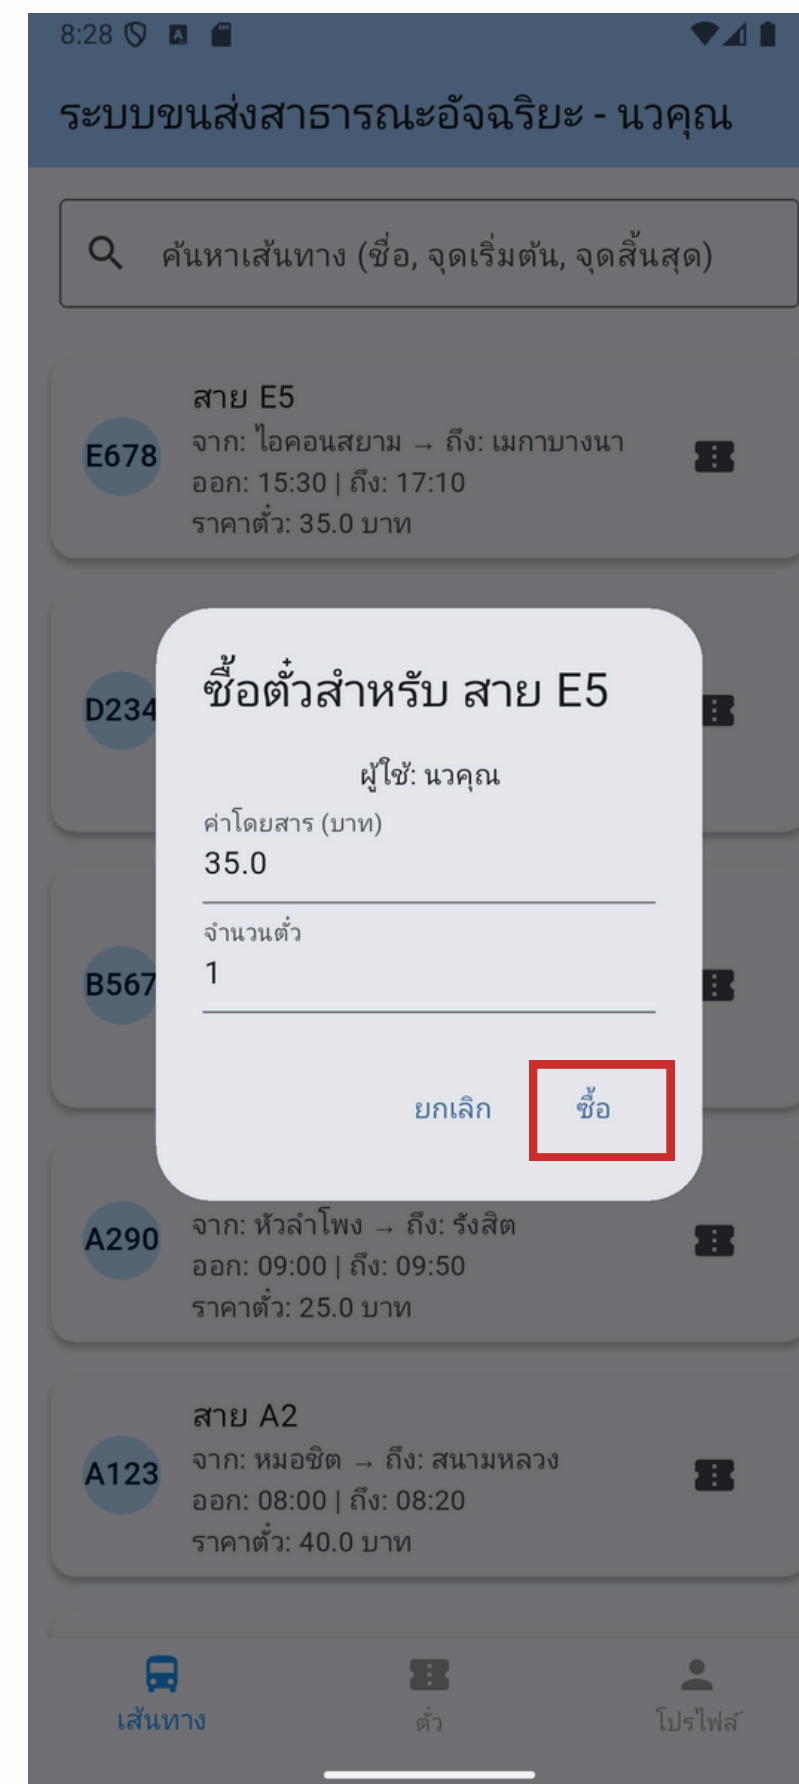 8:28
ระบบขนส่งสาธารณะอัจฉริยะ - นวคุณ
ค้นหาเส้นทาง (ชื่อ, จุดเริ่มต้น, จุดสิ้นสุด)
สาย E5
E678
จาก: ไอคอนสยาม → ถึง: เมกาบางนา
ออก: 15:30 | ถึง: 17:10
ราคาตั๋ว: 35.0 บาท
ซื้อตั๋วสำหรับ สาย E5
D234
ผู้ใช้: นวคุณ
ค่าโดยสาร (บาท)
35.0
จำนวนตั๋ว
1
B567
ยกเลิก ซื้อ
A290
จาก: หัวลำโพง → ถึง: รังสิต
ออก: 09:00 | ถึง: 09:50
ราคาตั๋ว: 25.0 บาท
สาย A2
A123
จาก: หมอชิต → ถึง: สนามหลวง
ออก: 08:00 | ถึง: 08:20
ราคาตั๋ว: 40.0 บาท
เส้นทาง ตั๋ว โปรไฟล์